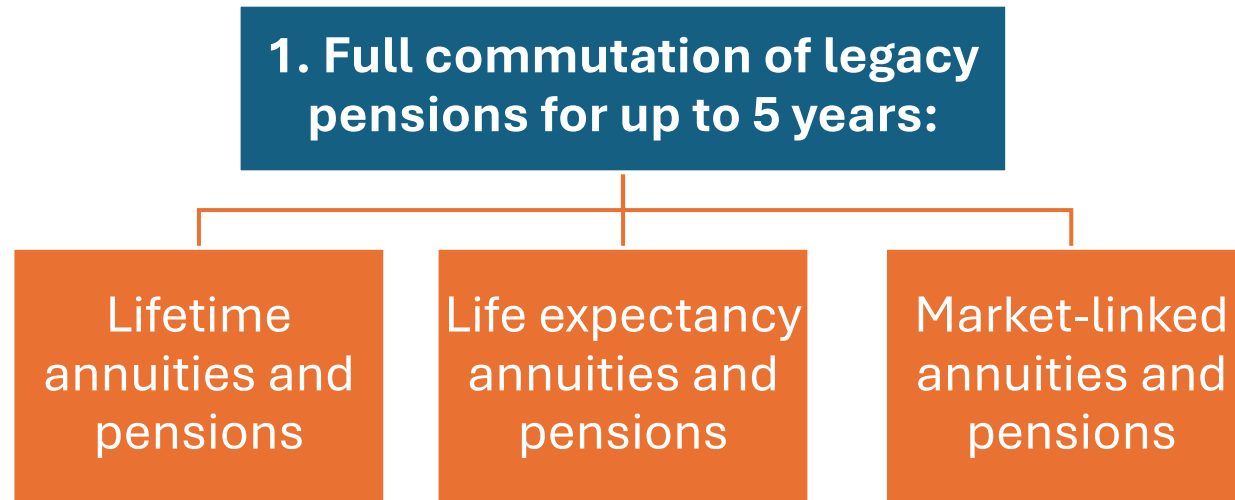 1. Full commutation of legacy
pensions for up to 5 years:
Lifetime
annuities and
pensions
Life expectancy
annuities and
pensions
Market-linked
annuities and
pensions